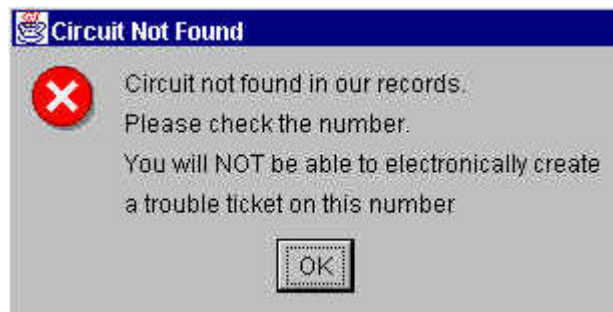 Circuit Not Found
Circuit not found in our records.
Please check the number.
You will NOT be able to electronically create
a trouble ticket on this number
OK